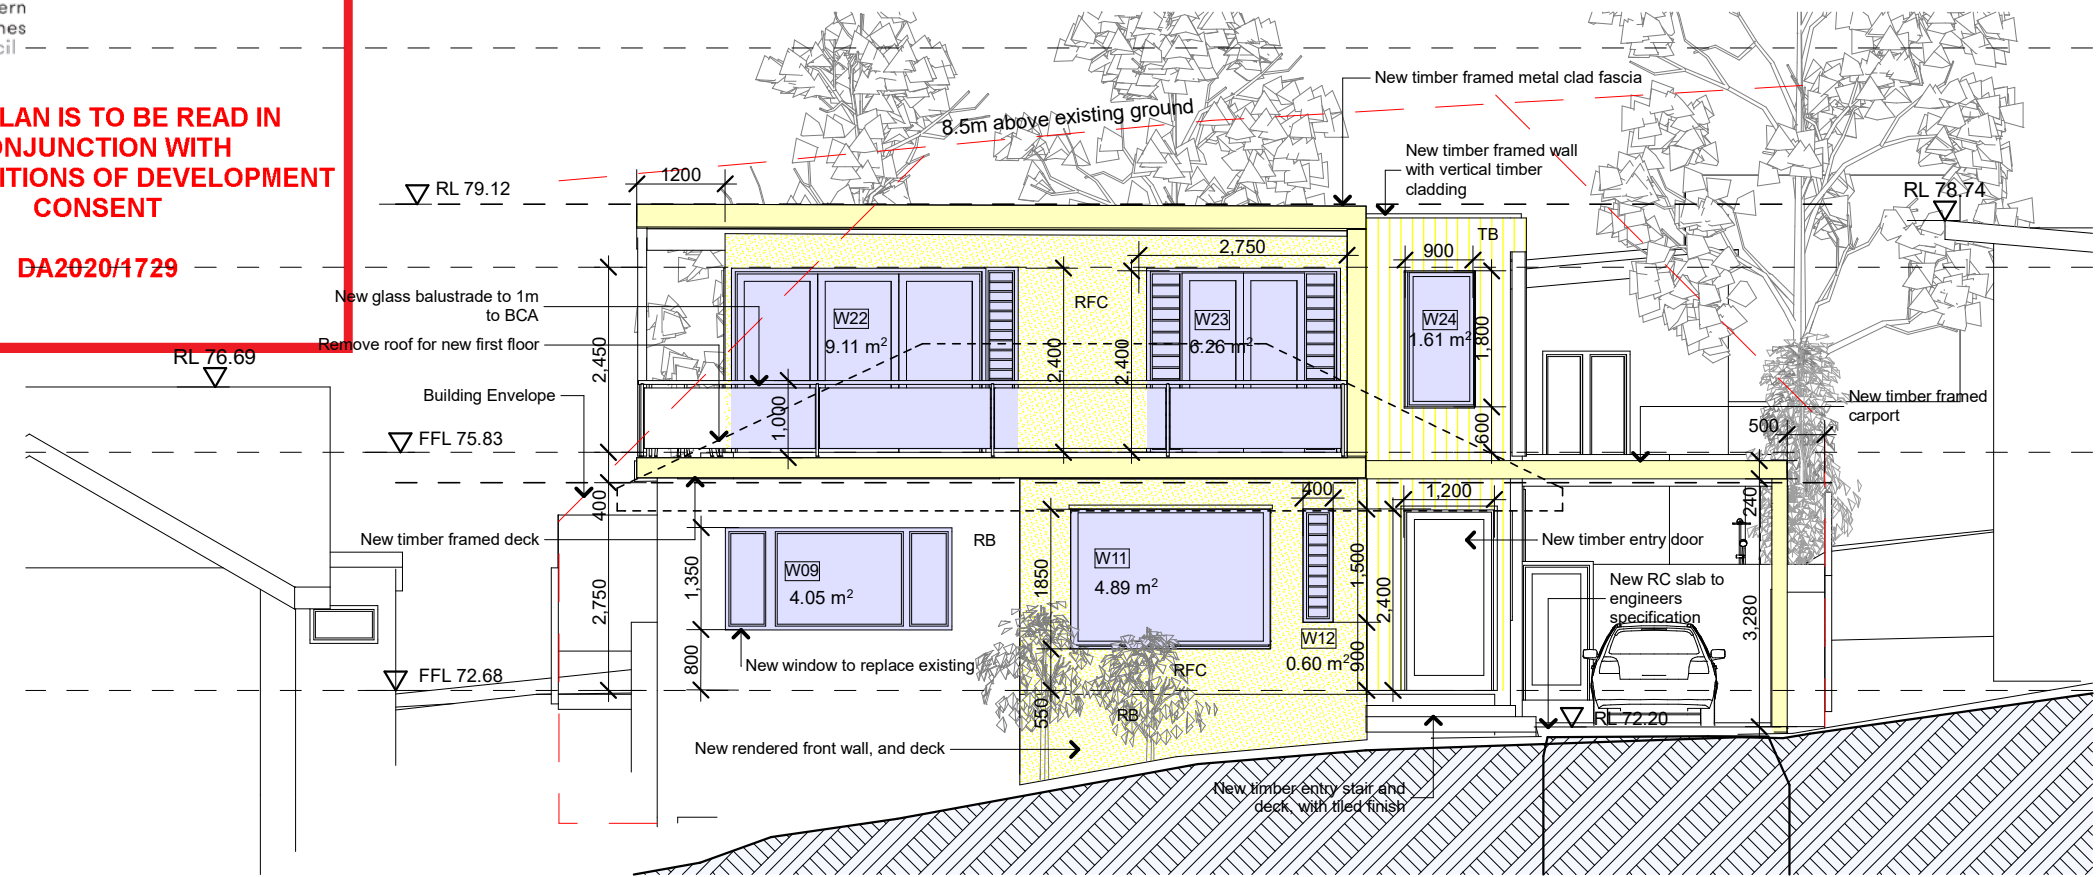 LAN IS TO BE READ IN
ONJUNCTION WITH
ITIONS OF DEVELOPMENT
CONSENT
DA2020/1729
8.5m above existing ground
New timber framed metal clad fascia
New timber framed wall
with vertical timber
cladding
1200
RL 79.12
RL 78.74
TB
2,750
900
New glass balustrade to 1m
to BCA
RFC
W22
9.11 m²
W23
6.26 m²
W24
1.61 m²
1,800
Remove roof for new first floor
RL 76.69
2,450
2,400
2,400
Building Envelope
1,000
600
New timber framed
carport
500
FFL 75.83
400
400
1,200
240
New timber framed deck
RB
W09
4.05 m²
1,350
1850
W11
4.89 m²
1,500
2,400
New timber entry door
New RC slab to
engineers
specification
2,750
3,280
W12
0.60 m²
900
800
New window to replace existing
RFC
FFL 72.68
550
RB
RL 72.20
New rendered front wall, and deck
New timber entry stair and
deck, with tiled finish